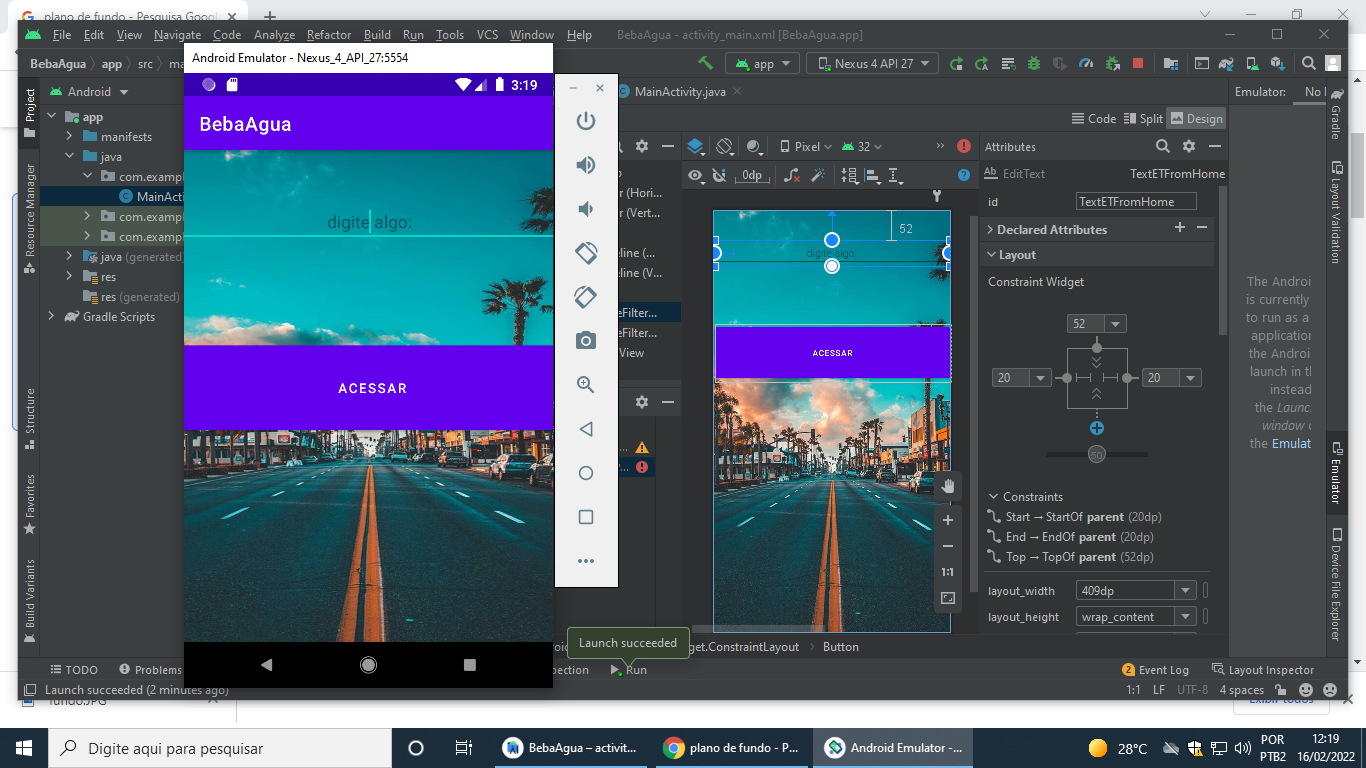 plano de fundo - Pesquisa Goog
File Edit View Navigate Code Analyze Refactor Build Run Tools VCS Window Help BebaAgua - activity_main.xml [BebaAgua.app]
BebaAgua app src
app Nexus 4 API 27
Android Emulator - Nexus_4_API_27:5554
3:19
BebaAgua
digite algo:
ACESSAR
Project
Resource Manager
Structure
Favorites
Build Variants
Android
app
manifests
java
com.exampl
MainActi
com.exampl
com.exampl
java (generated)
res
res (generated)
Gradle Scripts
MainActivity.java
Code Split Design
Pixel 32
0dp
(Hori...
(Vert...
eline (...
eline (V...
eFilter...
eFilter...
View
52
digite algo:
ACESSAR
1:1
Attributes
Ab EditText TextETFromHome
id TextETFromHome
Declared Attributes
Layout
Constraint Widget
52
20
20
50
Constraints
Start → StartOf parent (20dp)
End → EndOf parent (20dp)
Top → TopOf parent (52dp)
layout_width 409dp
layout_height wrap_content
Emulator: No
The Androi
is currently
to run as a
application
the Androi
launch in t
instead
the Launc
window
the Emulat
Gradle
Layout Validation
Emulator
Device File Explorer
get.ConstraintLayout Button
Launch succeeded
TODO Problems
pection Run
2 Event Log Layout Inspector
Launch succeeded (2 minutes ago)
1:1 LF UTF-8 4 spaces
fundo.JPG
Exibir todos
Digite aqui para pesquisar
BebaAgua – activit...
plano de fundo - P...
Android Emulator -...
28°C
POR
PTB2
12:19
16/02/2022